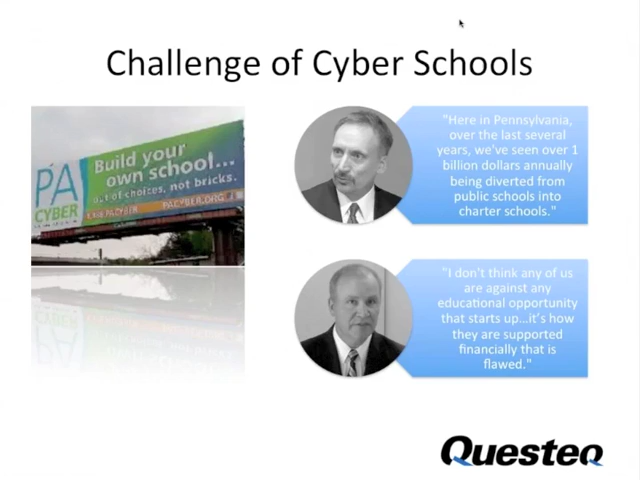 Challenge of Cyber Schools
PA
CYBER
Build your
own school...
out of choices, not bricks.
PACYBER.ORG
"Here in Pennsylvania,
over the last several
years, we've seen over 1
billion dollars annually
being diverted from
public schools into
charter schools."
"I don't think any of us
are against any
educational opportunity
that starts up...it's how
they are supported
financially that is
flawed."
Questeq